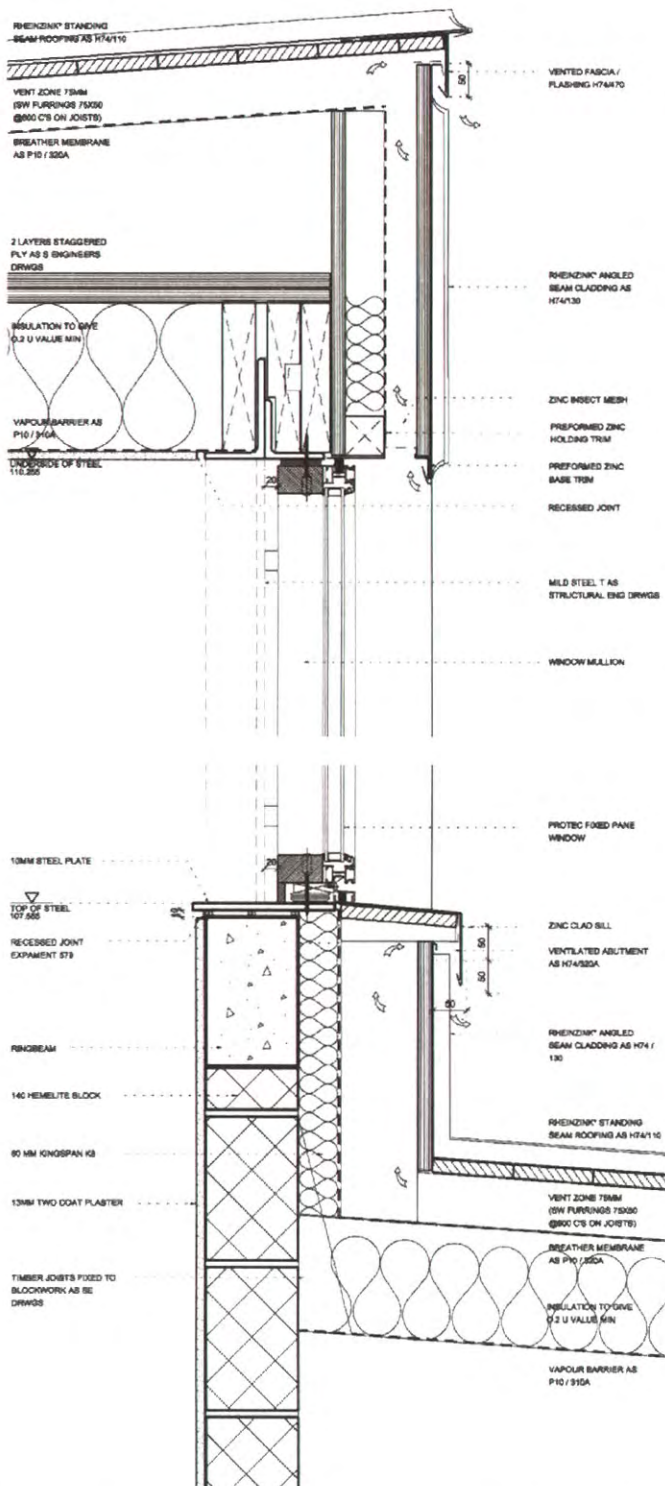 RHEINZINK® STANDING
SEAM ROOFING AS H74/110
VENT ZONE 75MM
(SW FURRINGS 75X50
@600 C'S ON JOISTS)
BREATHER MEMBRANE
AS P10 / 320A
2 LAYERS STAGGERED
PLY AS S ENGINEERS
DRWGS
INSULATION TO GIVE
0.2 U VALUE MIN
VAPOUR BARRIER AS
P10 / 310A
UNDERSIDE OF STEEL
110.255
VENTED FASCIA /
FLASHING H74/470
50
RHEINZINK® ANGLED
SEAM CLADDING AS
H74/130
ZINC INSECT MESH
PREFORMED ZINC
HOLDING TRIM
PREFORMED ZINC
BASE TRIM
RECESSED JOINT
20
MILD STEEL T AS
STRUCTURAL ENG DRWGS
WINDOW MULLION
PROTEC FIXED PANE
WINDOW
20
10MM STEEL PLATE
TOP OF STEEL
107.555
RECESSED JOINT
EXPAMENT 579
RINGBEAM
140 HEMELITE BLOCK
60 MM KINGSPAN K8
13MM TWO COAT PLASTER
TIMBER JOISTS FIXED TO
BLOCKWORK AS SE
DRWGS
ZINC CLAD SILL
50
VENTILATED ABUTMENT
AS H74/520A
50
50
RHEINZINK® ANGLED
SEAM CLADDING AS H74 /
130
RHEINZINK® STANDING
SEAM ROOFING AS H74/110
VENT ZONE 75MM
(SW FURRINGS 75X50
@600 C'S ON JOISTS)
BREATHER MEMBRANE
AS P10 / 320A
INSULATION TO GIVE
0.2 U VALUE MIN
VAPOUR BARRIER AS
P10 / 310A